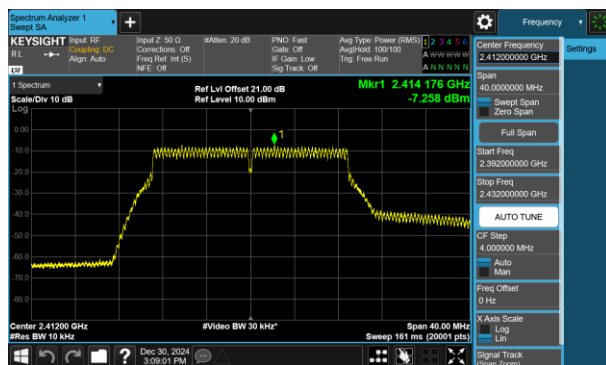 Spectrum Analyzer 1
Swept SA
+
Frequency
KEYSIGHT
RL
LW
Input: RF
Coupling: DC
Align: Auto
Input Z: 50 Ω
Corrections: Off
Freq Ref: Int (S)
NFE: Off
#Atten: 20 dB
PNO: Fast
Gate: Off
IF Gain: Low
Sig Track: Off
Avg Type: Power (RMS)
Avg|Hold: 100/100
Trig: Free Run
1 2 3 4 5 6
A W W W W W
A N N N N N
1 Spectrum
Scale/Div 10 dB
Log
Ref Lvl Offset 21.00 dB
Ref Level 10.00 dBm
Mkr1 2.414 176 GHz
-7.258 dBm
1
0.00
-10.0
-20.0
-30.0
-40.0
-50.0
-60.0
-70.0
-80.0
Center 2.41200 GHz
#Res BW 10 kHz
#Video BW 30 kHz*
Span 40.00 MHz
Sweep 161 ms (20001 pts)
?
Dec 30, 2024
3:09:01 PM
Center Frequency
2.412000000 GHz
Settings
Span
40.0000000 MHz
Swept Span
Zero Span
Full Span
Start Freq
2.392000000 GHz
Stop Freq
2.432000000 GHz
AUTO TUNE
CF Step
4.000000 MHz
Auto
Man
Freq Offset
0 Hz
X Axis Scale
Log
Lin
Signal Track
(Span Zoom)